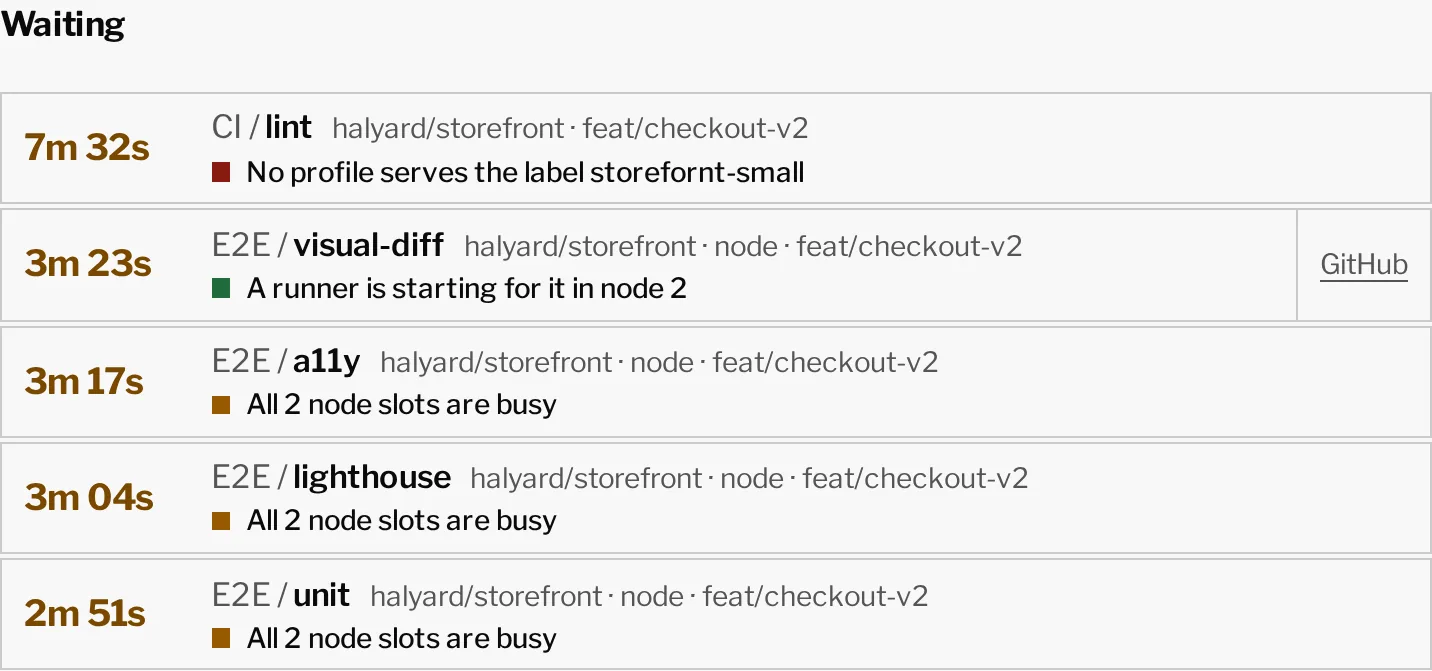 Waiting
7m 32s
CI / lint halyard/storefront · feat/checkout-v2
No profile serves the label storefornt-small
3m 23s
E2E / visual-diff halyard/storefront · node · feat/checkout-v2
A runner is starting for it in node 2
GitHub
3m 17s
E2E / a11y halyard/storefront · node · feat/checkout-v2
All 2 node slots are busy
3m 04s
E2E / lighthouse halyard/storefront · node · feat/checkout-v2
All 2 node slots are busy
2m 51s
E2E / unit halyard/storefront · node · feat/checkout-v2
All 2 node slots are busy